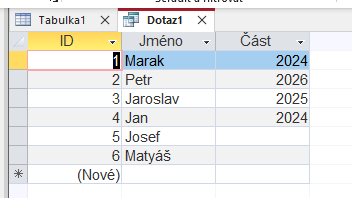 Tabulka1 Dotaz1
ID Jméno Část
1 Marak 2024
2 Petr 2026
3 Jaroslav 2025
4 Jan 2024
5 Josef
6 Matyáš
(Nové)